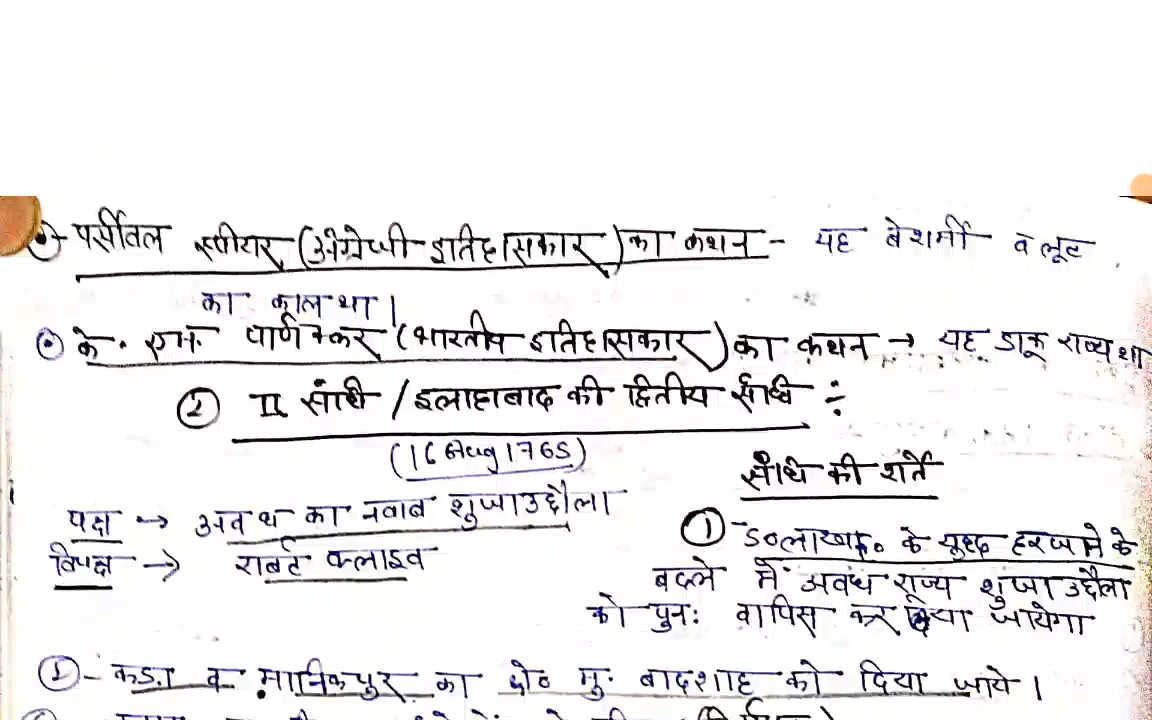 पर्सीवल स्पीयर (अंग्रेजी इतिहासकार) का कथन - यह बेशर्मी व लूट
का काल था।
के. एम. पाणिक्कर (भारतीय इतिहासकार) का कथन → यह डाकू राज्य था
② II संधि / इलाहाबाद की द्वितीय संधि ÷
(16 Aug 1765)
संधि की शर्ते
पक्ष → अवध का नवाब शुजाउद्दौला
विपक्ष → राबर्ट क्लाइव
① - 50लाख रु० के युद्ध हरजाने के
बदले में अवध राज्य शुजाउद्दौला
को पुनः वापिस कर दिया जायेगा
② - कड़ा व मानिकपुर का क्षे० मु॰ बादशाह को दिया जाये।